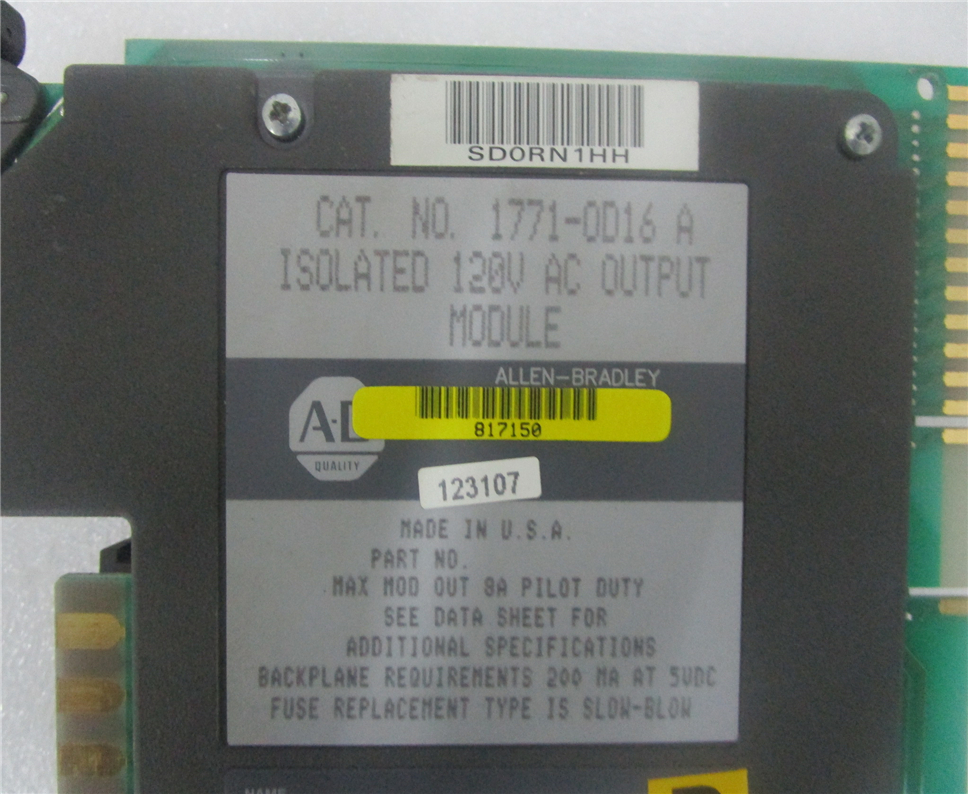 SD0RN1HH
CAT. NO. 1771-OD16 A
ISOLATED 120V AC OUTPUT
MODULE
ALLEN-BRADLEY
817150
QUALITY
123107
MADE IN U.S.A.
PART NO.
MAX MOD OUT 8A PILOT DUTY
SEE DATA SHEET FOR
ADDITIONAL SPECIFICATIONS
BACKPLANE REQUIREMENTS 200 MA AT 5VDC
FUSE REPLACEMENT TYPE IS SLOW-BLOW
NAME